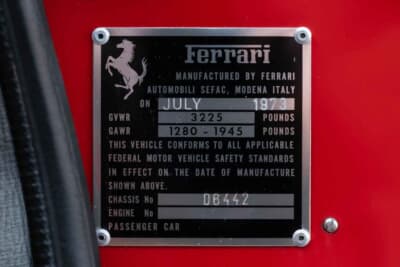 Ferrari
MANUFACTURED BY FERRARI
AUTOMOBILI SEFAC, MODENA ITALY
ON JULY 1973
GVWR 3225 POUNDS
GAWR 1280 - 1945 POUNDS
THIS VEHICLE CONFORMS TO ALL APPLICABLE
FEDERAL MOTOR VEHICLE SAFETY STANDARDS
IN EFFECT ON THE DATE OF MANUFACTURE
SHOWN ABOVE.
CHASSIS No 06442
ENGINE No
PASSENGER CAR